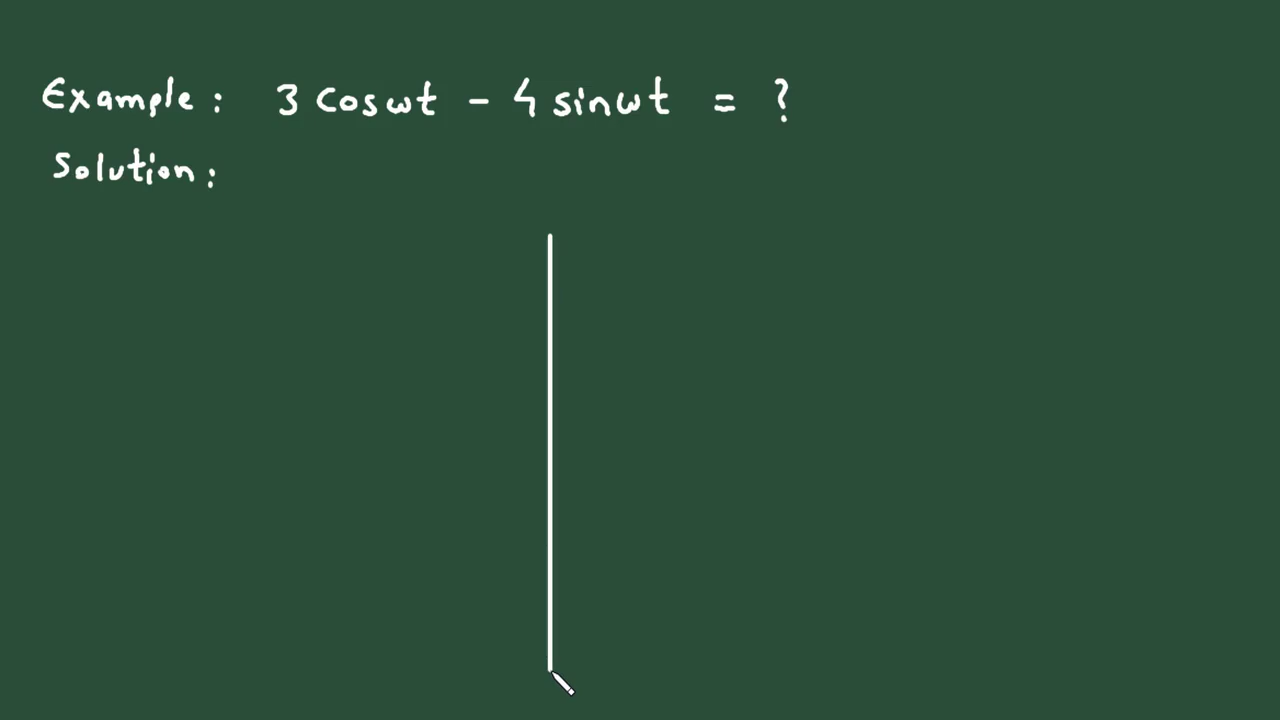 Example: 3 cosωt - 4 sinωt = ?
Solution: